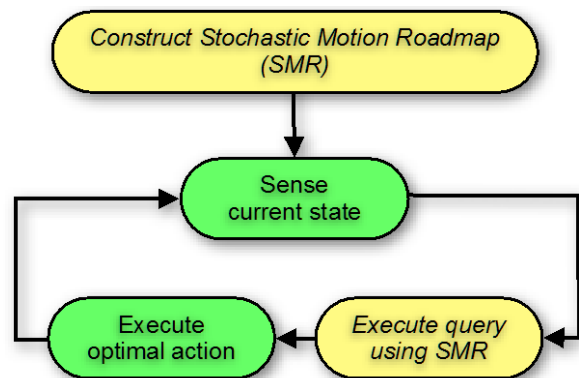 Construct Stochastic Motion Roadmap
(SMR)
Sense
current state
Execute
optimal action
Execute query
using SMR